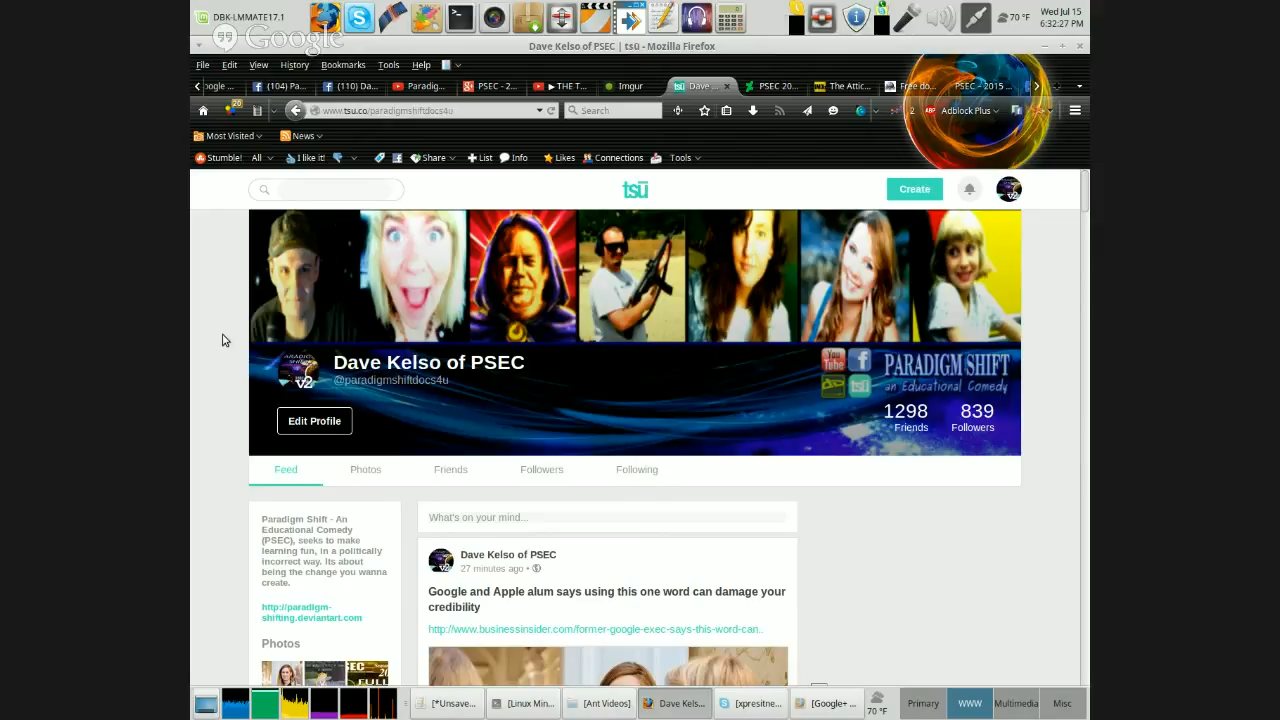 DBK-LMMATE17.1
Google
70 °F
Wed Jul 15
6:32:27 PM
Dave Kelso of PSEC | tsū - Mozilla Firefox
File Edit View History Bookmarks Tools Help
ogle ... (104) Pa... (110) Da... Paradig... PSEC - 2... ▶ THE T... Imgur Dave ... PSEC 20... The Attic... Free do... PSEC - 2015 ...
20 www.tsu.co/paradigmshiftdocs4u Search 2 ABP Adblock Plus
Most Visited News
Stumble! All I like it! Share List Info Likes Connections Tools
tsū Create
Dave Kelso of PSEC
@paradigmshiftdocs4u
v2
Edit Profile
You Tube
PARADIGM SHIFT
an Educational Comedy
1298 839
Friends Followers
Feed Photos Friends Followers Following
Paradigm Shift - An
Educational Comedy
(PSEC), seeks to make
learning fun, in a politically
incorrect way. Its about
being the change you wanna
create.
http://paradigm-
shifting.deviantart.com
Photos
What's on your mind...
Dave Kelso of PSEC
27 minutes ago •
Google and Apple alum says using this one word can damage your
credibility
http://www.businessinsider.com/former-google-exec-says-this-word-can..
[*Unsave... [Linux Min... [Ant Videos] Dave Kels... [xpresitne... [Google+ ... 70 °F Primary WWW Multimedia Misc